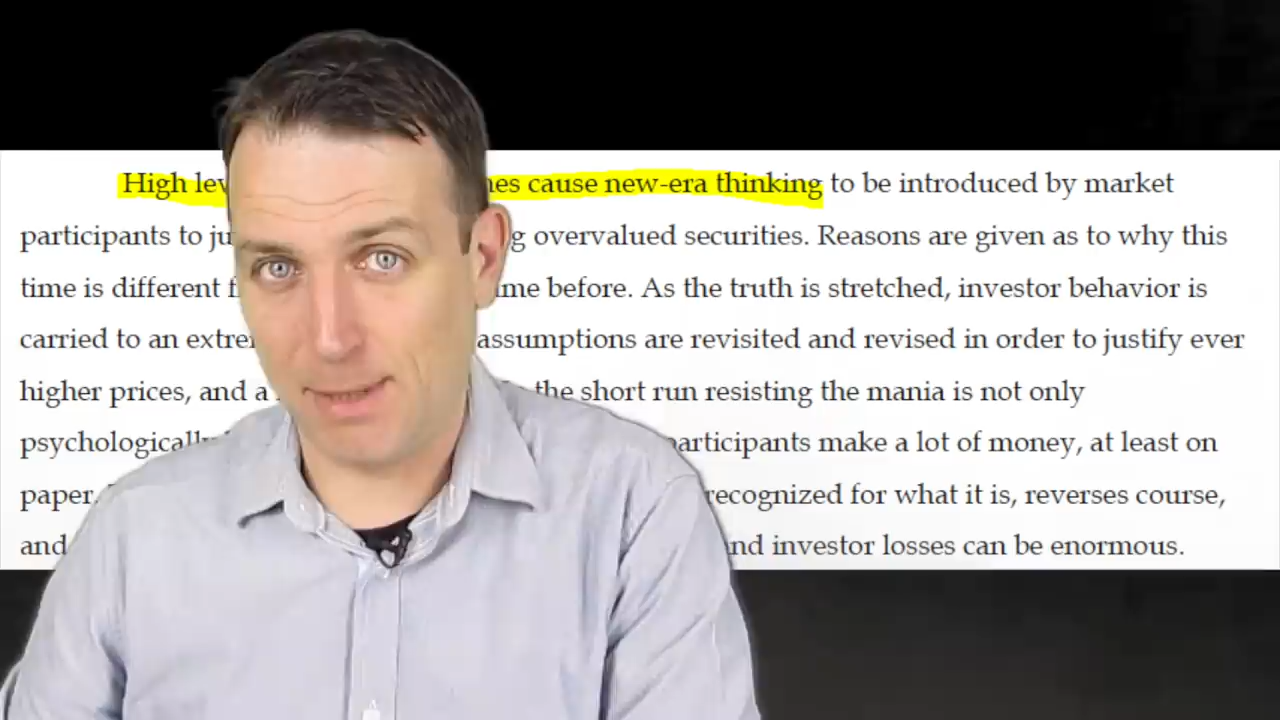 High lev nes cause new-era thinking to be introduced by market
participants to ju g overvalued securities. Reasons are given as to why this
time is different f me before. As the truth is stretched, investor behavior is
carried to an extre assumptions are revisited and revised in order to justify ever
higher prices, and a the short run resisting the mania is not only
psychologically participants make a lot of money, at least on
paper. recognized for what it is, reverses course,
and nd investor losses can be enormous.